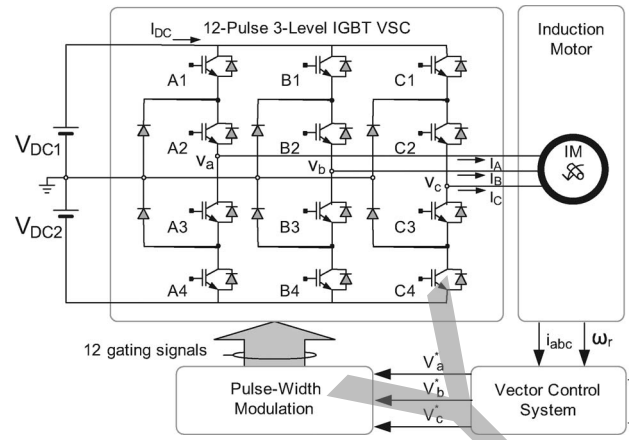 I_DC
12-Pulse 3-Level IGBT VSC
Induction
Motor
A1
B1
C1
V_DC1
A2
B2
C2
IM
v_a
v_b
v_c
I_A
I_B
I_C
V_DC2
A3
B3
C3
A4
B4
C4
12 gating signals
i_abc
ω_r
Pulse-Width
Modulation
V*_a
V*_b
V*_c
Vector Control
System